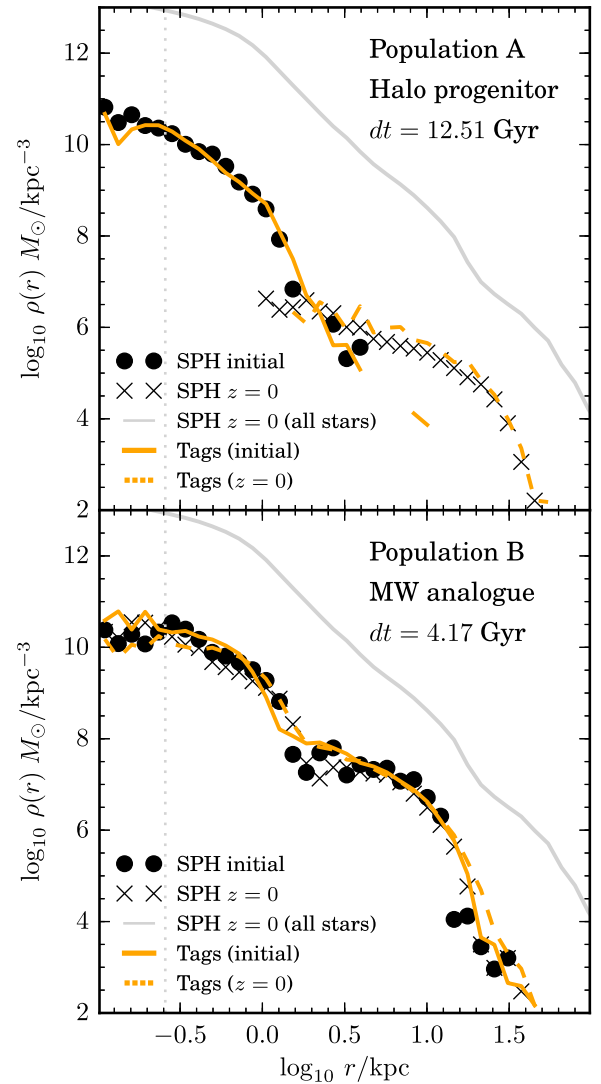 12
10
8
6
4
2
log₁₀ ρ(r) M⊙/kpc⁻³
Population A
Halo progenitor
dt = 12.51 Gyr
SPH initial
SPH z = 0
SPH z = 0 (all stars)
Tags (initial)
Tags (z = 0)
12
10
8
6
4
2
log₁₀ ρ(r) M⊙/kpc⁻³
Population B
MW analogue
dt = 4.17 Gyr
SPH initial
SPH z = 0
SPH z = 0 (all stars)
Tags (initial)
Tags (z = 0)
−0.5 0.0 0.5 1.0 1.5
log₁₀ r/kpc